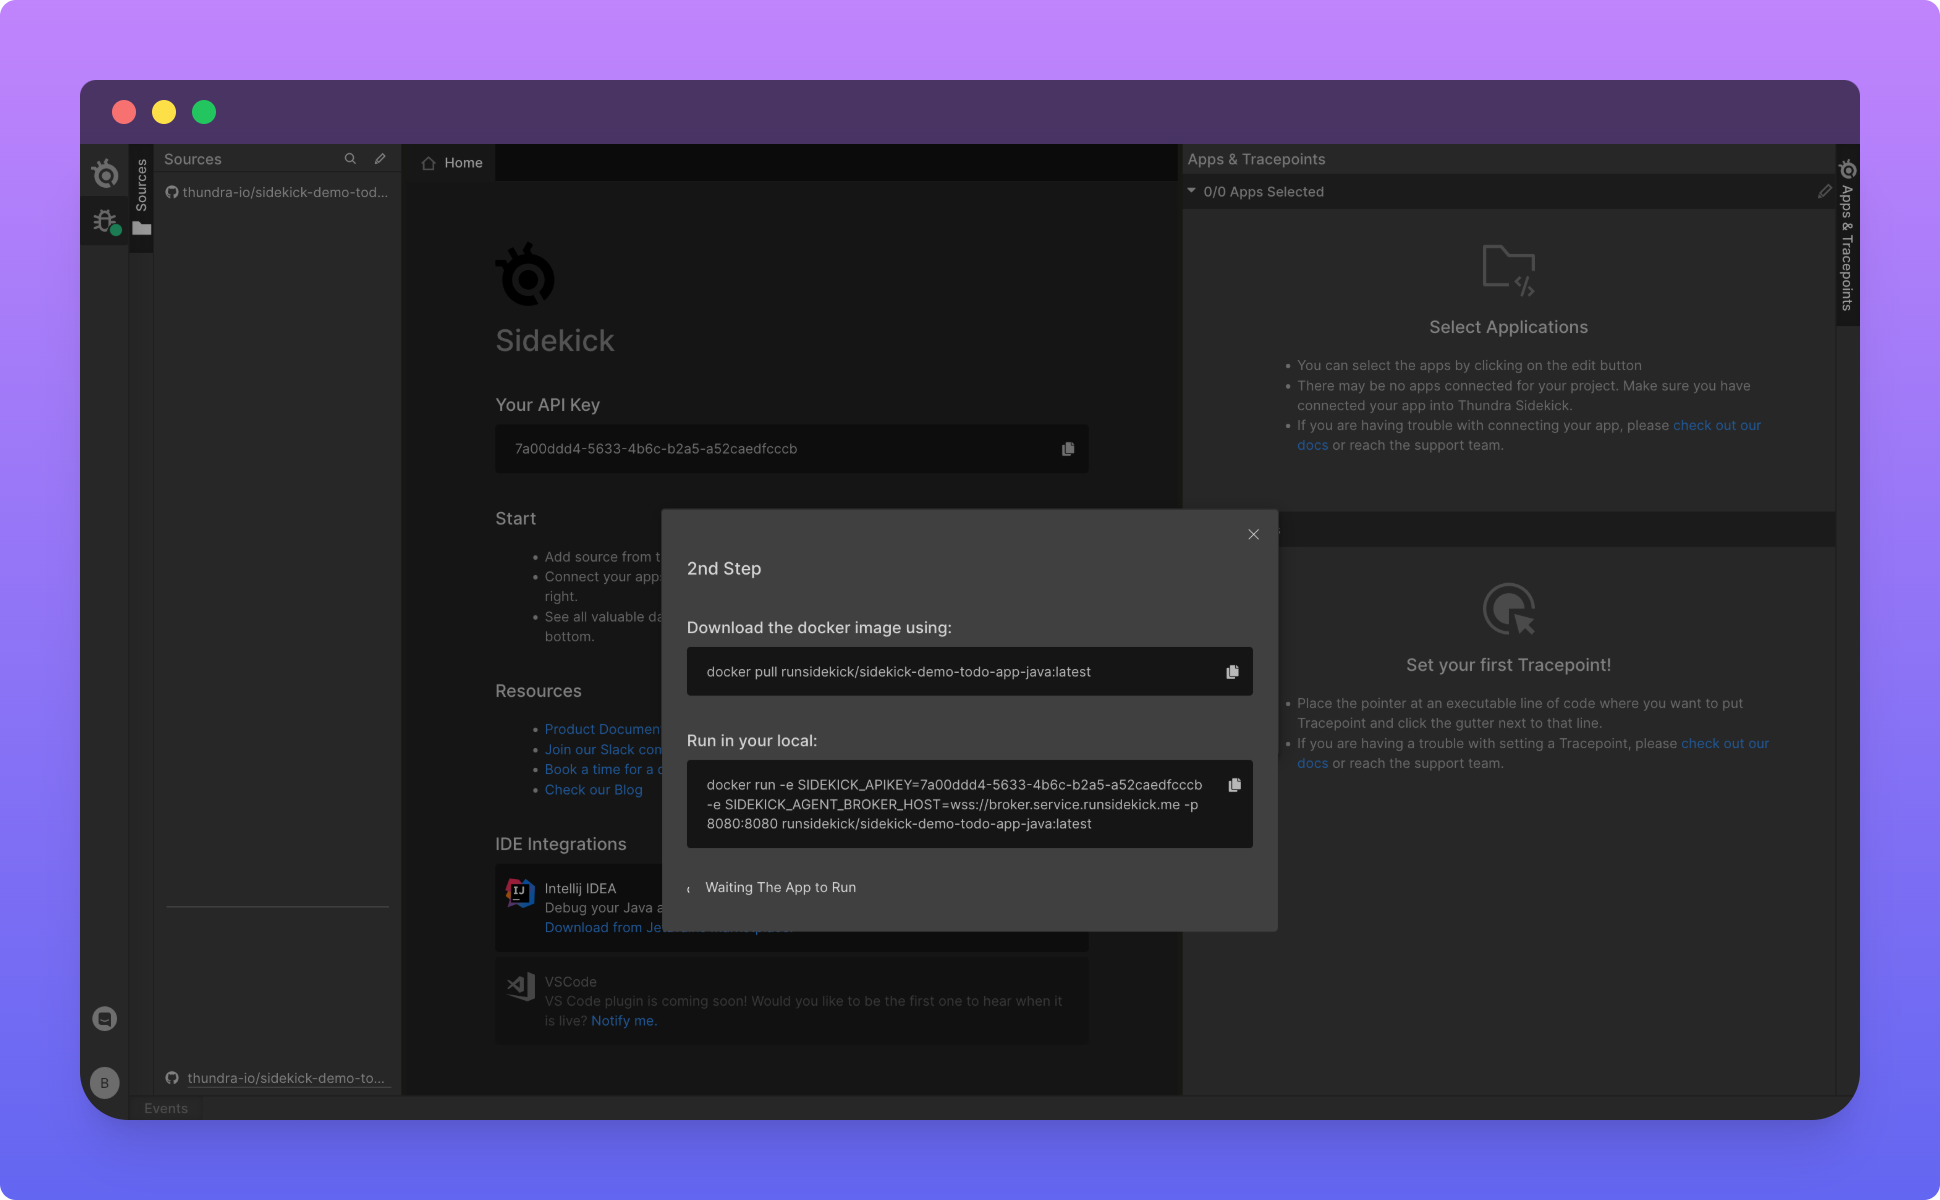 Sources
Sources
thundra-io/sidekick-demo-tod...
Home
Sidekick
Your API Key
7a00ddd4-5633-4b6c-b2a5-a52caedfcccb
Start
Add source from t
Connect your app
right.
See all valuable da
bottom.
Resources
Product Documen
Join our Slack con
Book a time for a
Check our Blog
IDE Integrations
IJ
Intellij IDEA
Debug your Java a
Download from Je
VSCode
VS Code plugin is coming soon! Would you like to be the first one to hear when it
is live? Notify me.
2nd Step
Download the docker image using:
docker pull runsidekick/sidekick-demo-todo-app-java:latest
Run in your local:
docker run -e SIDEKICK_APIKEY=7a00ddd4-5633-4b6c-b2a5-a52caedfcccb
-e SIDEKICK_AGENT_BROKER_HOST=wss://broker.service.runsidekick.me -p
8080:8080 runsidekick/sidekick-demo-todo-app-java:latest
Waiting The App to Run
Apps & Tracepoints
0/0 Apps Selected
Select Applications
You can select the apps by clicking on the edit button
There may be no apps connected for your project. Make sure you have
connected your app into Thundra Sidekick.
If you are having trouble with connecting your app, please check out our
docs or reach the support team.
Set your first Tracepoint!
Place the pointer at an executable line of code where you want to put
Tracepoint and click the gutter next to that line.
If you are having a trouble with setting a Tracepoint, please check out our
docs or reach the support team.
Apps & Tracepoints
B
thundra-io/sidekick-demo-to...
Events